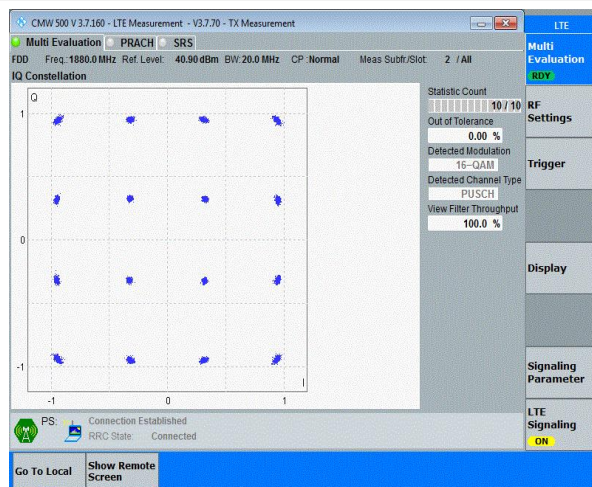 CMW 500 V 3.7.160 - LTE Measurement - V3.7.70 - TX Measurement
LTE
Multi Evaluation PRACH SRS
FDD Freq.:1880.0 MHz Ref. Level: 40.90 dBm BW:20.0 MHz CP :Normal Meas Subfr./Slot: 2 / All
IQ Constellation
Q
1
0
-1
-1 0 1
I
Statistic Count
10 / 10
Out of Tolerance
0.00 %
Detected Modulation
16–QAM
Detected Channel Type
PUSCH
View Filter Throughput
100.0 %
Multi
Evaluation
RDY
RF
Settings
Trigger
Display
Signaling
Parameter
LTE
Signaling
ON
PS: Connection Established
RRC State: Connected
Go To Local
Show Remote
Screen